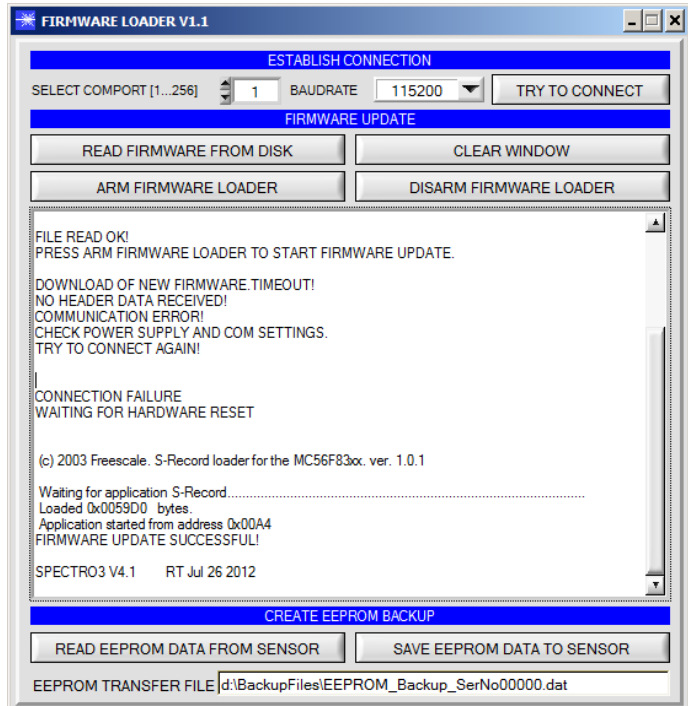 FIRMWARE LOADER V1.1
ESTABLISH CONNECTION
SELECT COMPORT [1...256] 1 BAUDRATE 115200 TRY TO CONNECT
FIRMWARE UPDATE
READ FIRMWARE FROM DISK CLEAR WINDOW
ARM FIRMWARE LOADER DISARM FIRMWARE LOADER
FILE READ OK!
PRESS ARM FIRMWARE LOADER TO START FIRMWARE UPDATE.
DOWNLOAD OF NEW FIRMWARE.TIMEOUT!
NO HEADER DATA RECEIVED!
COMMUNICATION ERROR!
CHECK POWER SUPPLY AND COM SETTINGS.
TRY TO CONNECT AGAIN!
CONNECTION FAILURE
WAITING FOR HARDWARE RESET
(c) 2003 Freescale. S-Record loader for the MC56F83xx. ver. 1.0.1
Waiting for application S-Record...............................................................................................
Loaded 0x0059D0 bytes.
Application started from address 0x00A4
FIRMWARE UPDATE SUCCESSFUL!
SPECTRO3 V4.1 RT Jul 26 2012
CREATE EEPROM BACKUP
READ EEPROM DATA FROM SENSOR SAVE EEPROM DATA TO SENSOR
EEPROM TRANSFER FILE d:\BackupFiles\EEPROM_Backup_SerNo00000.dat